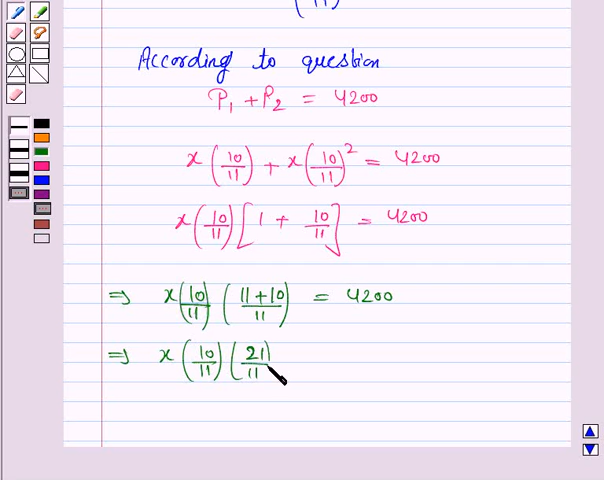 (11)
According to question
P₁ + P₂ = 4200
x(10/11) + x(10/11)² = 4200
x(10/11)[1 + 10/11] = 4200
⇒ x(10/11)(11+10/11) = 4200
⇒ x(10/11)(21/11)